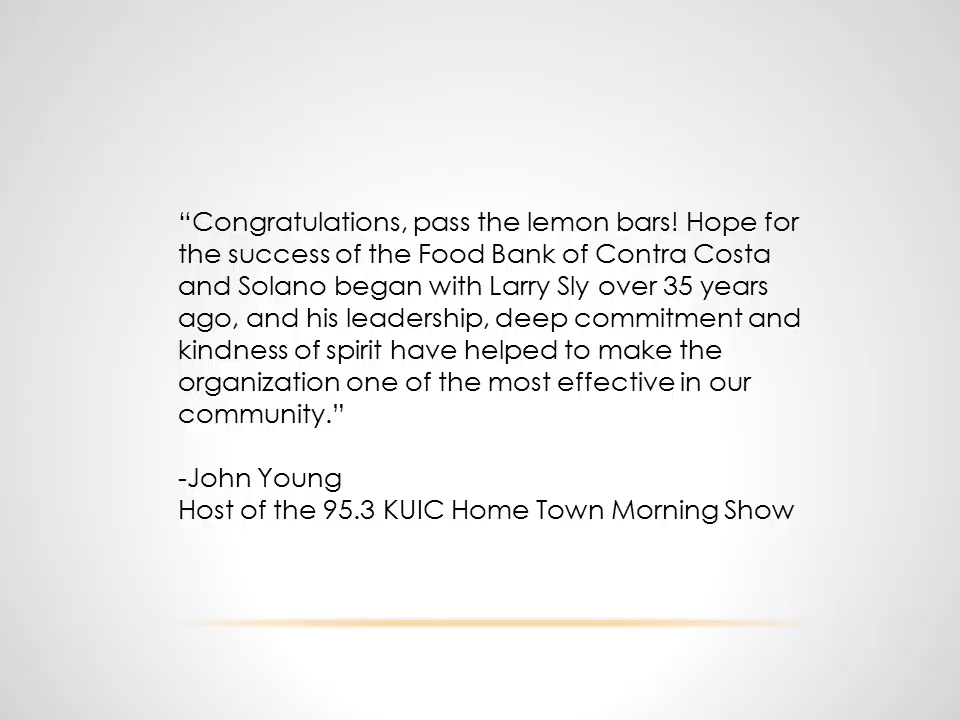 “Congratulations, pass the lemon bars! Hope for
the success of the Food Bank of Contra Costa
and Solano began with Larry Sly over 35 years
ago, and his leadership, deep commitment and
kindness of spirit have helped to make the
organization one of the most effective in our
community.”
-John Young
Host of the 95.3 KUIC Home Town Morning Show